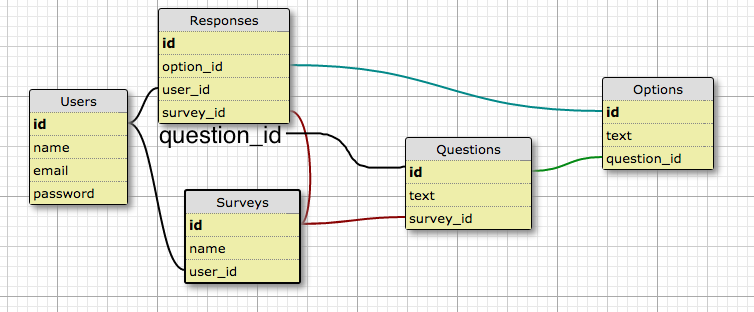 Responses
id
option_id
user_id
survey_id
question_id
Users
id
name
email
password
Surveys
id
name
user_id
Questions
id
text
survey_id
Options
id
text
question_id